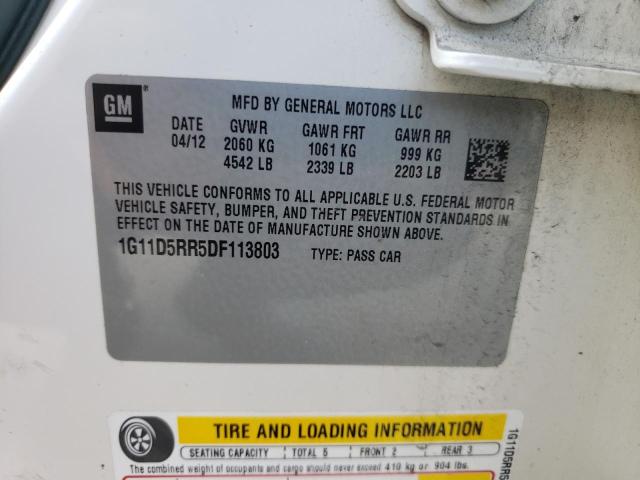 GM
MFD BY GENERAL MOTORS LLC
DATE GVWR GAWR FRT GAWR RR
04/12 2060 KG 1061 KG 999 KG
4542 LB 2339 LB 2203 LB
THIS VEHICLE CONFORMS TO ALL APPLICABLE U.S. FEDERAL MOTOR
VEHICLE SAFETY, BUMPER, AND THEFT PREVENTION STANDARDS IN
EFFECT ON THE DATE OF MANUFACTURE SHOWN ABOVE.
1G11D5RR5DF113803 TYPE: PASS CAR
TIRE AND LOADING INFORMATION
SEATING CAPACITY TOTAL 5 FRONT 2 REAR 3
The combined weight of occupants and cargo should never exceed 410 kg or 904 lbs.
1G11D5RR5